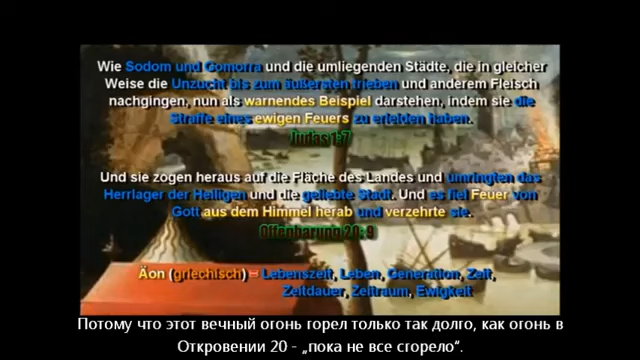 Wie Sodom und Gomorra und die umliegenden Städte, die in gleicher
Weise die Unzucht bis zum äußersten trieben und anderem Fleisch
nachgingen, nun als warnendes Beispiel darstehen, indem sie die
Straffe eines ewigen Feuers zu erleiden haben.
Judas 1:7
Und sie zogen heraus auf die Fläche des Landes und umringten das
Herrlager der Heiligen und die geliebte Stadt. Und es fiel Feuer von
Gott aus dem Himmel herab und verzehrte sie.
Offenbarung 20: 9
Äon (griechisch) = Lebenszeit, Leben, Generation, Zeit,
Zeitdauer, Zeitraum, Ewigkeit
Потому что этот вечный огонь горел только так долго, как огонь в
Откровении 20 - „пока не все сгорело“.